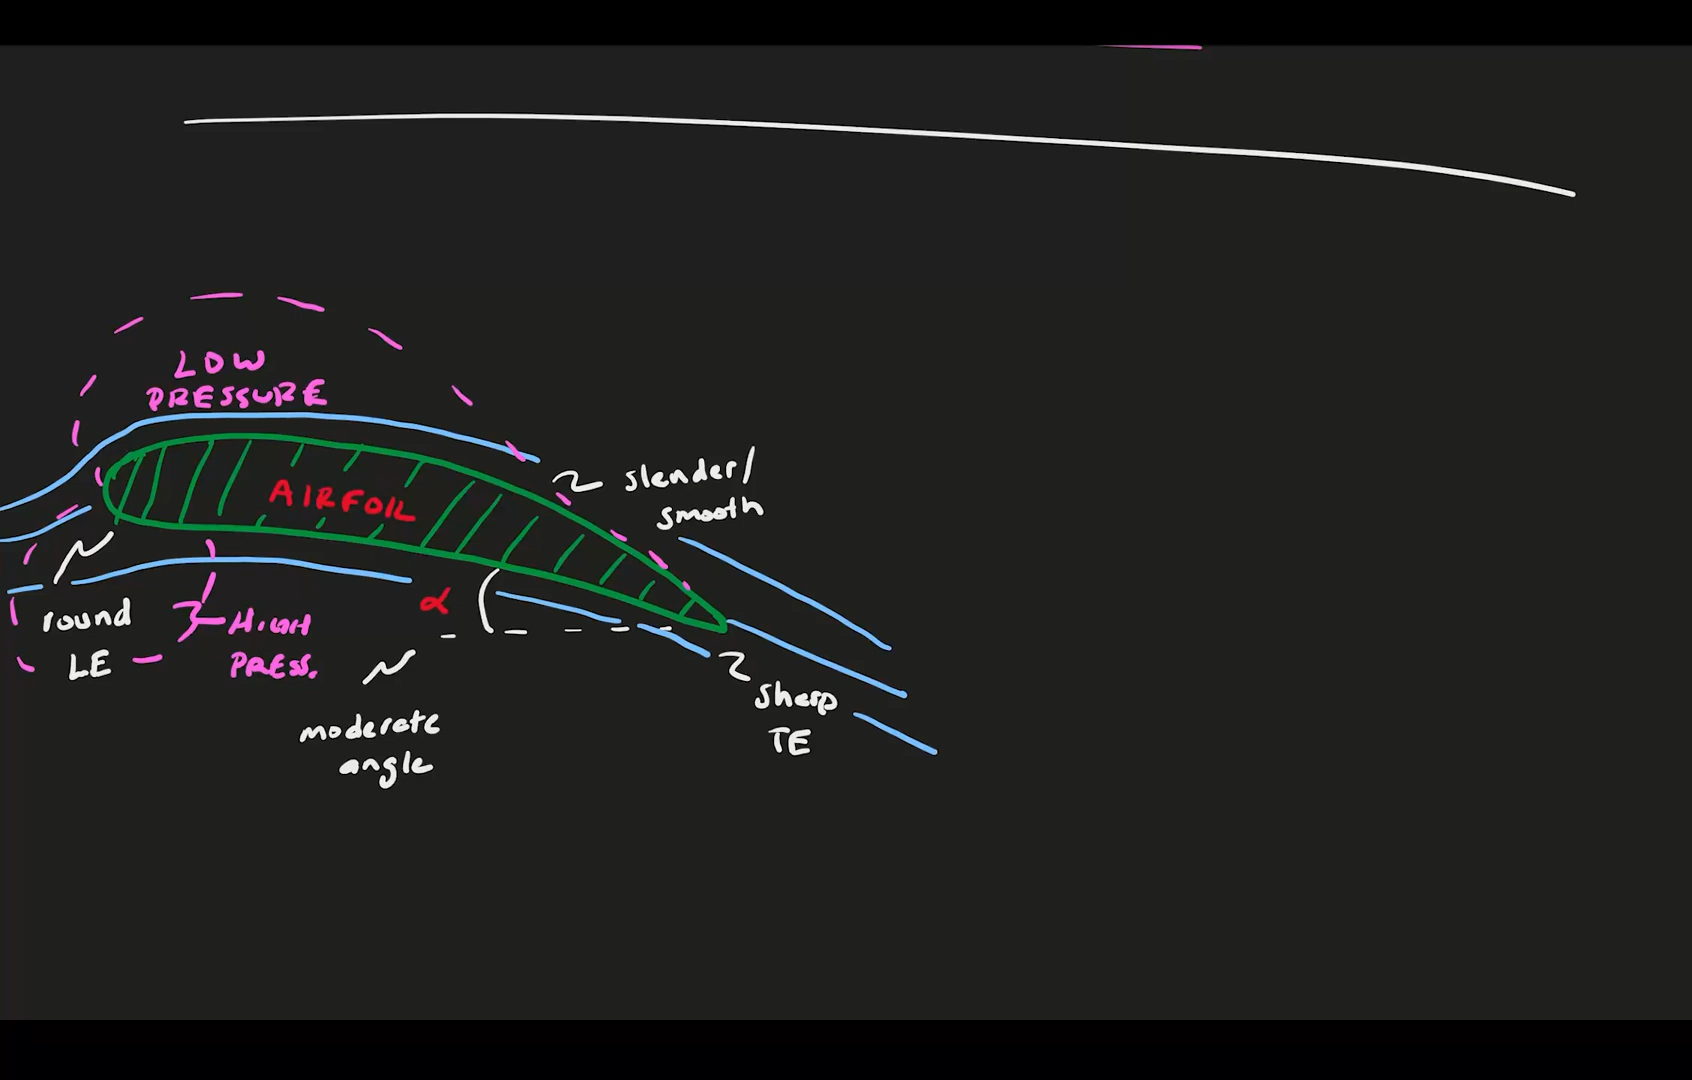 LOW
PRESSURE
AIRFOIL
slender/
smooth
α
round
LE
HIGH
PRESS.
sharp
TE
moderate
angle